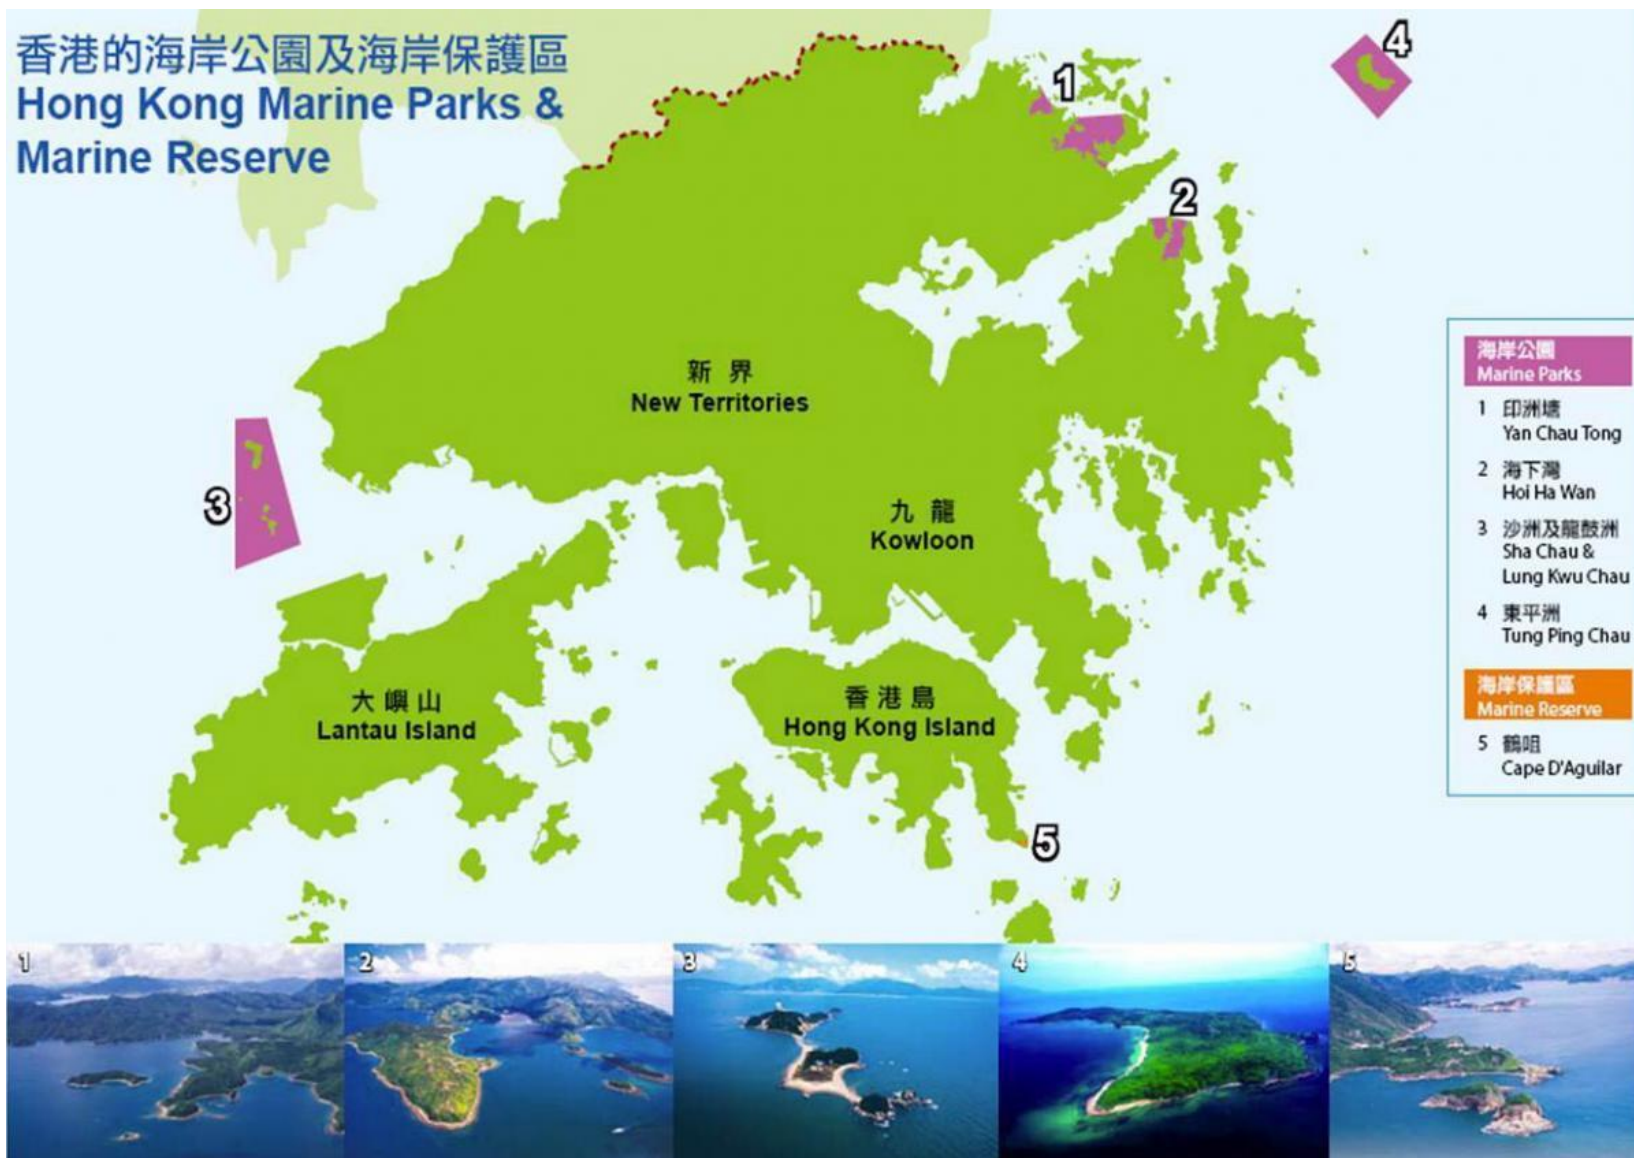 香港的海岸公園及海岸保護區
Hong Kong Marine Parks &
Marine Reserve
1
4
2
新界
New Territories
3
九龍
Kowloon
大嶼山
Lantau Island
香港島
Hong Kong Island
5
海岸公園
Marine Parks
1 印洲塘
Yan Chau Tong
2 海下灣
Hoi Ha Wan
3 沙洲及龍鼓洲
Sha Chau &
Lung Kwu Chau
4 東平洲
Tung Ping Chau
海岸保護區
Marine Reserve
5 鶴咀
Cape D'Aguilar
1
2
3
4
5